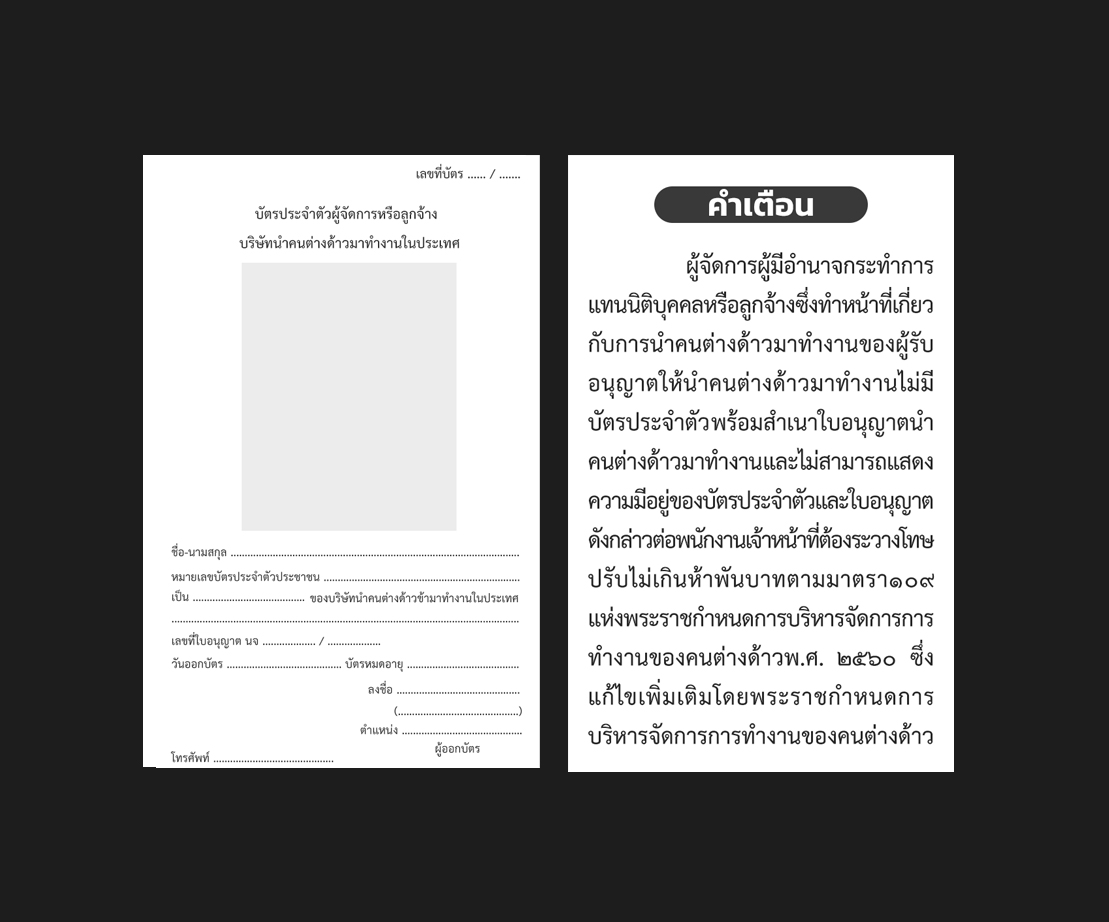 เลขที่บัตร ...... / .......
บัตรประจำตัวผู้จัดการหรือลูกจ้าง
บริษัทนำคนต่างด้าวมาทำงานในประเทศ
ชื่อ-นามสกุล ......................................................................................................
หมายเลขบัตรประจำตัวประชาชน .....................................................................
เป็น ........................................ ของบริษัทนำคนต่างด้าวข้ามาทำงานในประเทศ
............................................................................................................................
เลขที่ใบอนุญาต นจ ................... / ...................
วันออกบัตร ......................................... บัตรหมดอายุ ........................................
ลงชื่อ ............................................
(...........................................)
ตำแหน่ง ...........................................
ผู้ออกบัตร
โทรศัพท์ ...........................................
คำเตือน
ผู้จัดการผู้มีอำนาจกระทำการ
แทนนิติบุคคลหรือลูกจ้างซึ่งทำหน้าที่เกี่ยว
กับการนำคนต่างด้าวมาทำงานของผู้รับ
อนุญาตให้นำคนต่างด้าวมาทำงานไม่มี
บัตรประจำตัวพร้อมสำเนาใบอนุญาตนำ
คนต่างด้าวมาทำงานและไม่สามารถแสดง
ความมีอยู่ของบัตรประจำตัวและใบอนุญาต
ดังกล่าวต่อพนักงานเจ้าหน้าที่ต้องระวางโทษ
ปรับไม่เกินห้าพันบาทตามมาตรา๑๐๙
แห่งพระราชกำหนดการบริหารจัดการการ
ทำงานของคนต่างด้าวพ.ศ. ๒๕๖๐ ซึ่ง
แก้ไขเพิ่มเติมโดยพระราชกำหนดการ
บริหารจัดการการทำงานของคนต่างด้าว